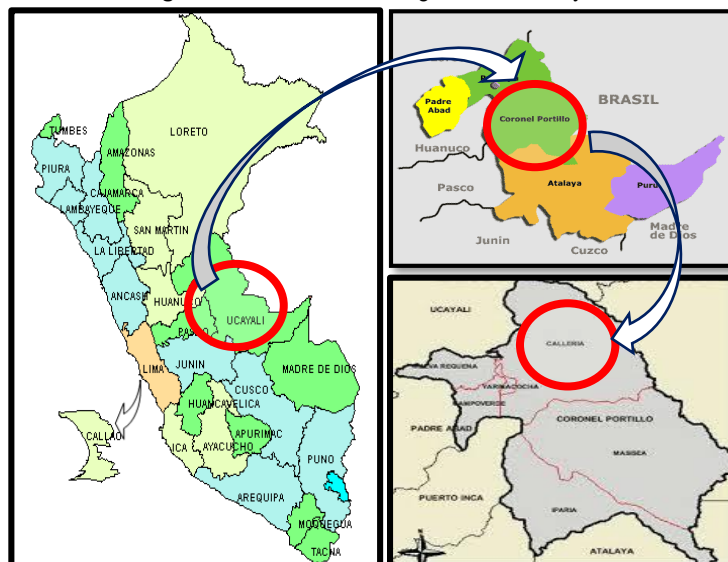 LORETO
TUMBES
AMAZONAS
PIURA
CAJAMARCA
LAMBAYEQUE
SAN MARTIN
LA LIBERTAD
ANCASH
HUANUCO
UCAYALI
PASCO
LIMA
JUNIN
MADRE DE DIOS
CUSCO
HUANCAVELICA
CALLAO
ICA
AYACUCHO
APURIMAC
PUNO
AREQUIPA
MOQUEGUA
TACNA
Padre
Abad
BRASIL
Coronel Portillo
Huanuco
Atalaya
Pasco
Madre
de Dios
Junin
Cuzco
UCAYALI
CALLERIA
YARINACOCHA
CORONEL PORTILLO
PADRE ABAD
MASISEA
PUERTO INCA
IPARIA
ATALAYA